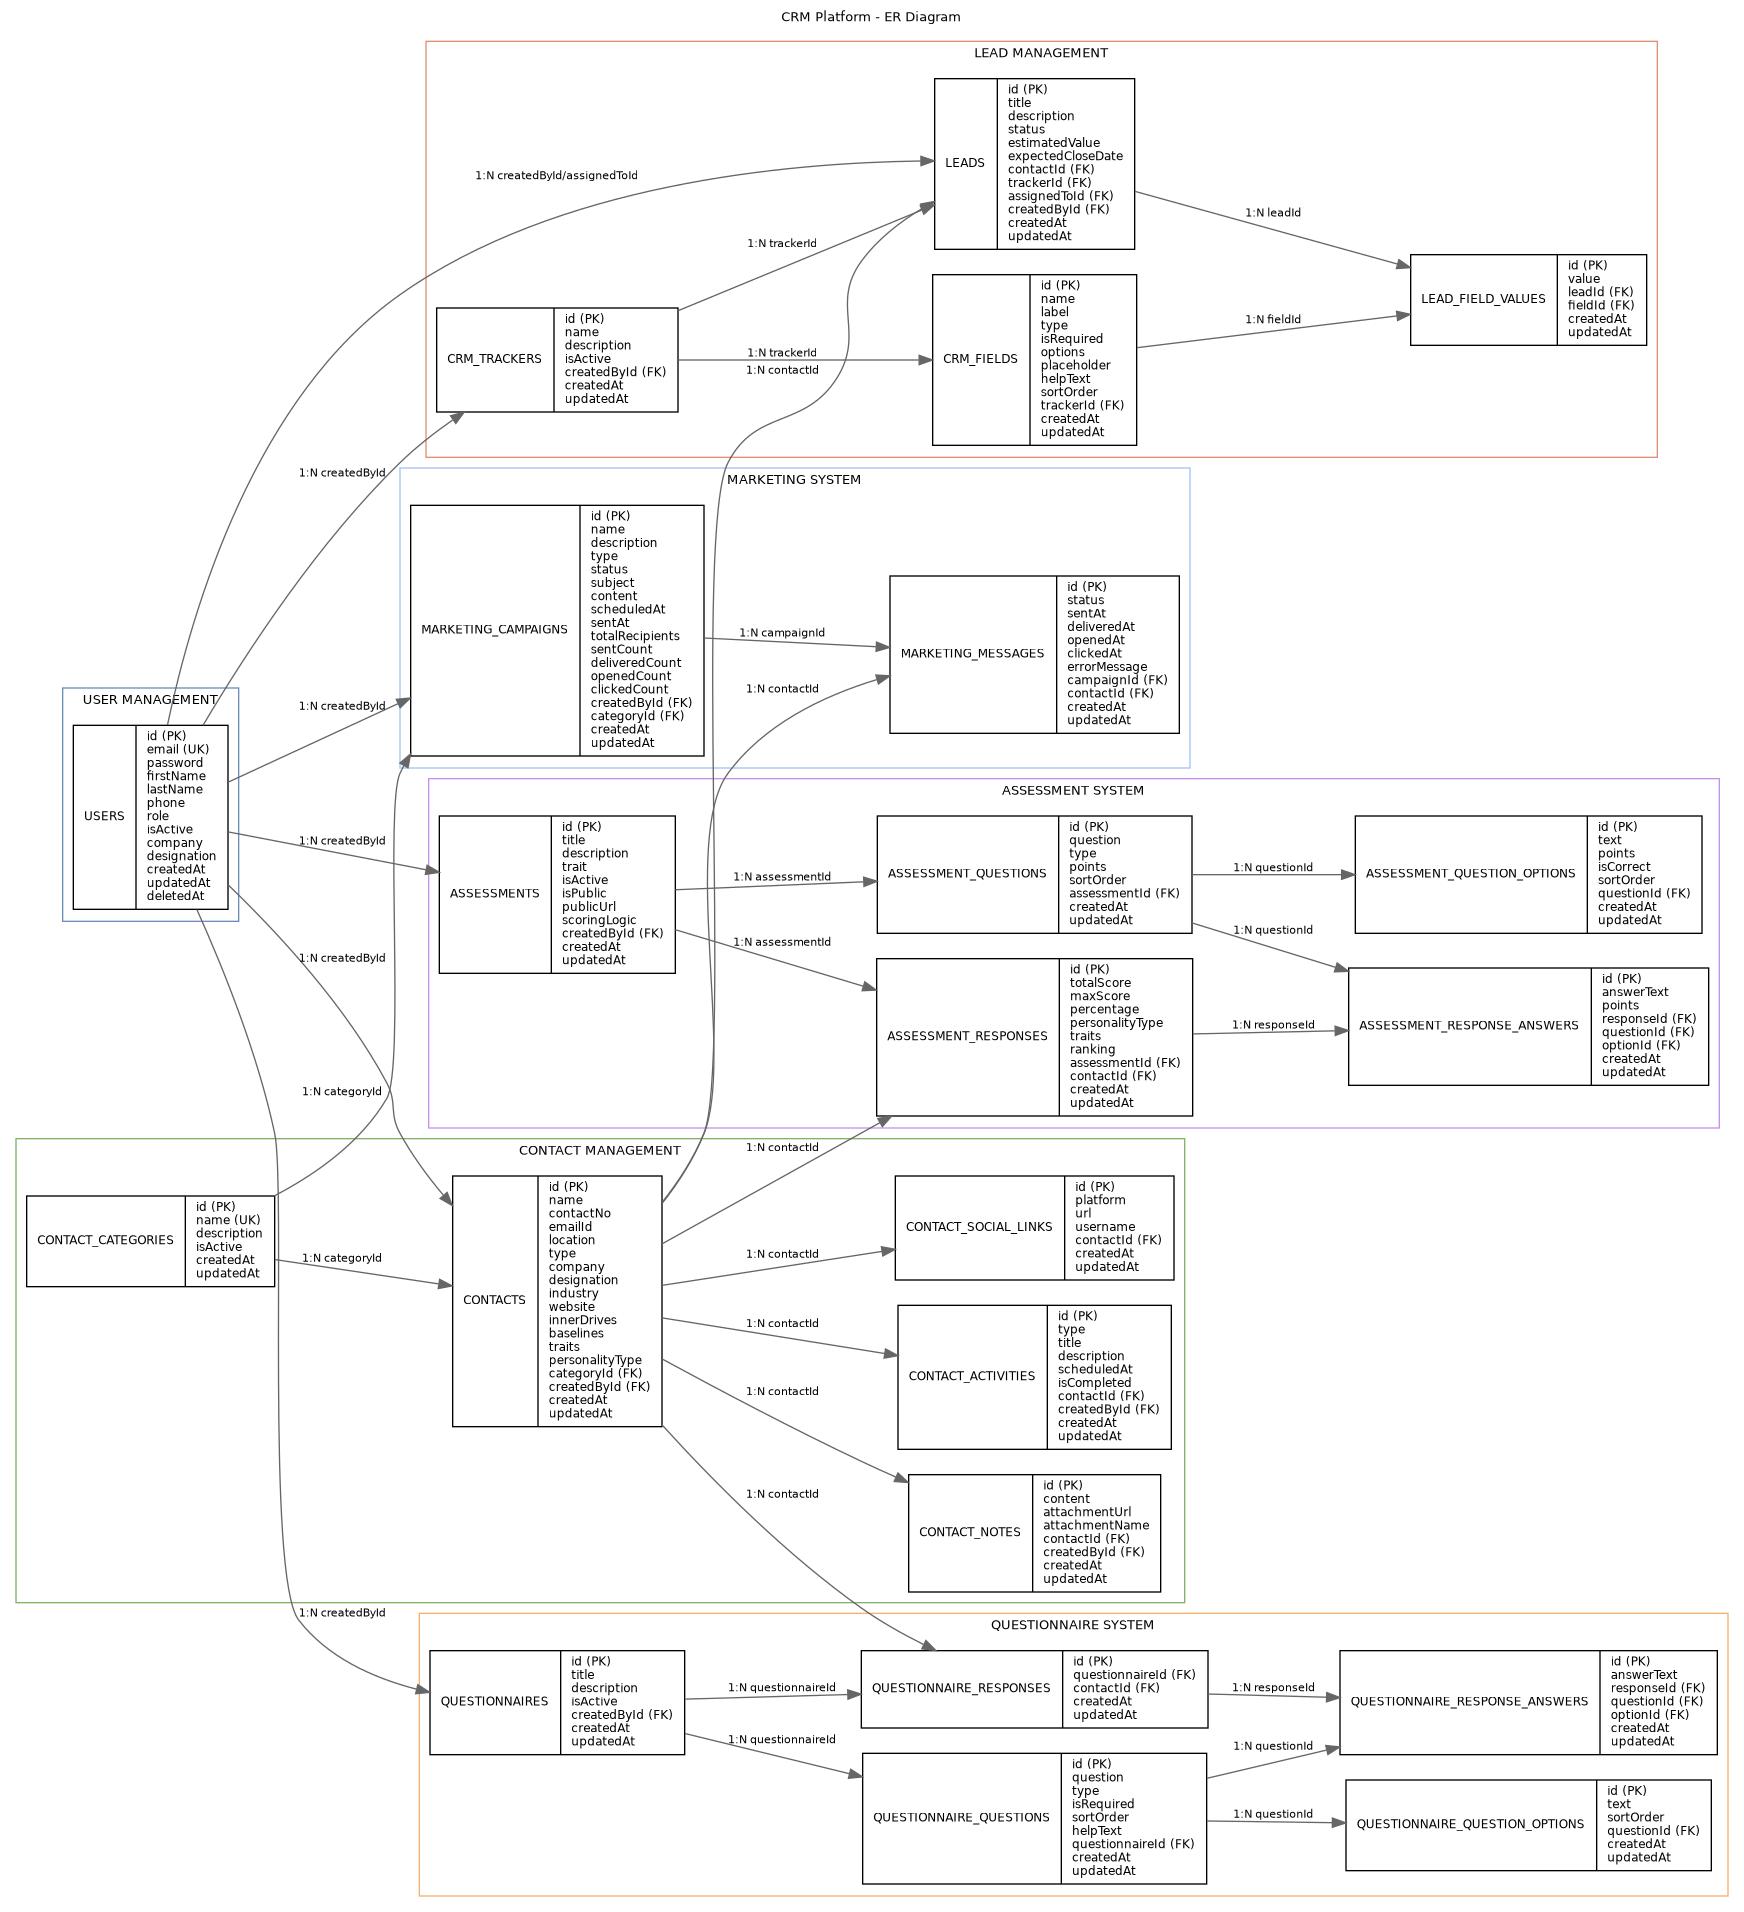 CRM Platform - ER Diagram
LEAD MANAGEMENT
LEADS
id (PK)
title
description
status
estimatedValue
expectedCloseDate
contactId (FK)
trackerId (FK)
assignedToId (FK)
createdById (FK)
createdAt
updatedAt
1:N createdById/assignedToId
1:N trackerId
1:N leadId
CRM_TRACKERS
id (PK)
name
description
isActive
createdById (FK)
createdAt
updatedAt
1:N trackerId
1:N contactId
CRM_FIELDS
id (PK)
name
label
type
isRequired
options
placeholder
helpText
sortOrder
trackerId (FK)
createdAt
updatedAt
1:N fieldId
LEAD_FIELD_VALUES
id (PK)
value
leadId (FK)
fieldId (FK)
createdAt
updatedAt
1:N createdById
MARKETING SYSTEM
MARKETING_CAMPAIGNS
id (PK)
name
description
type
status
subject
content
scheduledAt
sentAt
totalRecipients
sentCount
deliveredCount
openedCount
clickedCount
createdById (FK)
categoryId (FK)
createdAt
updatedAt
1:N campaignId
1:N contactId
MARKETING_MESSAGES
id (PK)
status
sentAt
deliveredAt
openedAt
clickedAt
errorMessage
campaignId (FK)
contactId (FK)
createdAt
updatedAt
USER MANAGEMENT
USERS
id (PK)
email (UK)
password
firstName
lastName
phone
role
isActive
company
designation
createdAt
updatedAt
deletedAt
1:N createdById
1:N createdById
1:N createdById
ASSESSMENT SYSTEM
ASSESSMENTS
id (PK)
title
description
trait
isActive
isPublic
publicUrl
scoringLogic
createdById (FK)
createdAt
updatedAt
1:N assessmentId
1:N assessmentId
ASSESSMENT_QUESTIONS
id (PK)
question
type
points
sortOrder
assessmentId (FK)
createdAt
updatedAt
1:N questionId
1:N questionId
ASSESSMENT_QUESTION_OPTIONS
id (PK)
text
points
isCorrect
sortOrder
questionId (FK)
createdAt
updatedAt
ASSESSMENT_RESPONSES
id (PK)
totalScore
maxScore
percentage
personalityType
traits
ranking
assessmentId (FK)
contactId (FK)
createdAt
updatedAt
1:N responseId
ASSESSMENT_RESPONSE_ANSWERS
id (PK)
answerText
points
responseId (FK)
questionId (FK)
optionId (FK)
createdAt
updatedAt
1:N categoryId
CONTACT MANAGEMENT
1:N contactId
CONTACT_CATEGORIES
id (PK)
name (UK)
description
isActive
createdAt
updatedAt
1:N categoryId
CONTACTS
id (PK)
name
contactNo
emailId
location
type
company
designation
industry
website
innerDrives
baselines
traits
personalityType
categoryId (FK)
createdById (FK)
createdAt
updatedAt
1:N contactId
1:N contactId
1:N contactId
1:N contactId
CONTACT_SOCIAL_LINKS
id (PK)
platform
url
username
contactId (FK)
createdAt
updatedAt
CONTACT_ACTIVITIES
id (PK)
type
title
description
scheduledAt
isCompleted
contactId (FK)
createdById (FK)
createdAt
updatedAt
CONTACT_NOTES
id (PK)
content
attachmentUrl
attachmentName
contactId (FK)
createdById (FK)
createdAt
updatedAt
1:N createdById
QUESTIONNAIRE SYSTEM
QUESTIONNAIRES
id (PK)
title
description
isActive
createdById (FK)
createdAt
updatedAt
1:N questionnaireId
1:N questionnaireId
QUESTIONNAIRE_RESPONSES
id (PK)
questionnaireId (FK)
contactId (FK)
createdAt
updatedAt
1:N responseId
QUESTIONNAIRE_RESPONSE_ANSWERS
id (PK)
answerText
responseId (FK)
questionId (FK)
optionId (FK)
createdAt
updatedAt
QUESTIONNAIRE_QUESTIONS
id (PK)
question
type
isRequired
sortOrder
helpText
questionnaireId (FK)
createdAt
updatedAt
1:N questionId
1:N questionId
QUESTIONNAIRE_QUESTION_OPTIONS
id (PK)
text
sortOrder
questionId (FK)
createdAt
updatedAt